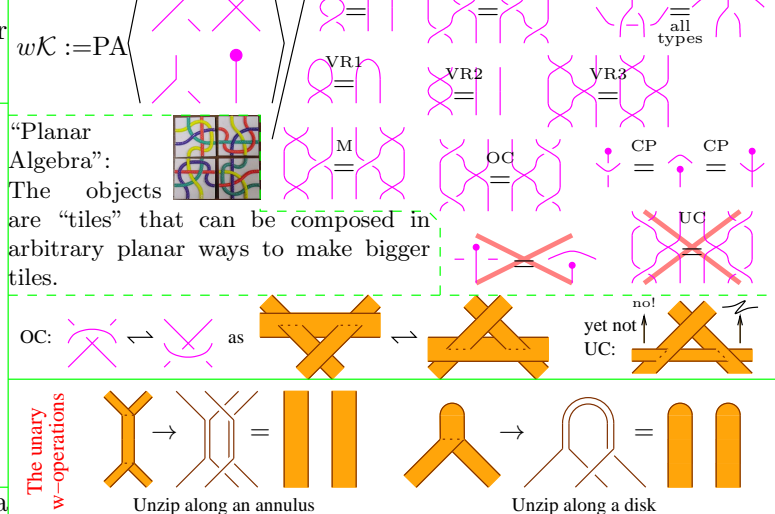 r
wK :=PA
=
=
=
all
types
VR1
=
VR2
=
VR3
=
"Planar
Algebra":
The objects
are "tiles" that can be composed in
arbitrary planar ways to make bigger
tiles.
M
=
OC
=
CP
=
CP
=
=
UC
=
OC:
as
yet not
UC:
no!
The unary
w–operations
→
=
→
=
Unzip along an annulus
Unzip along a disk
a